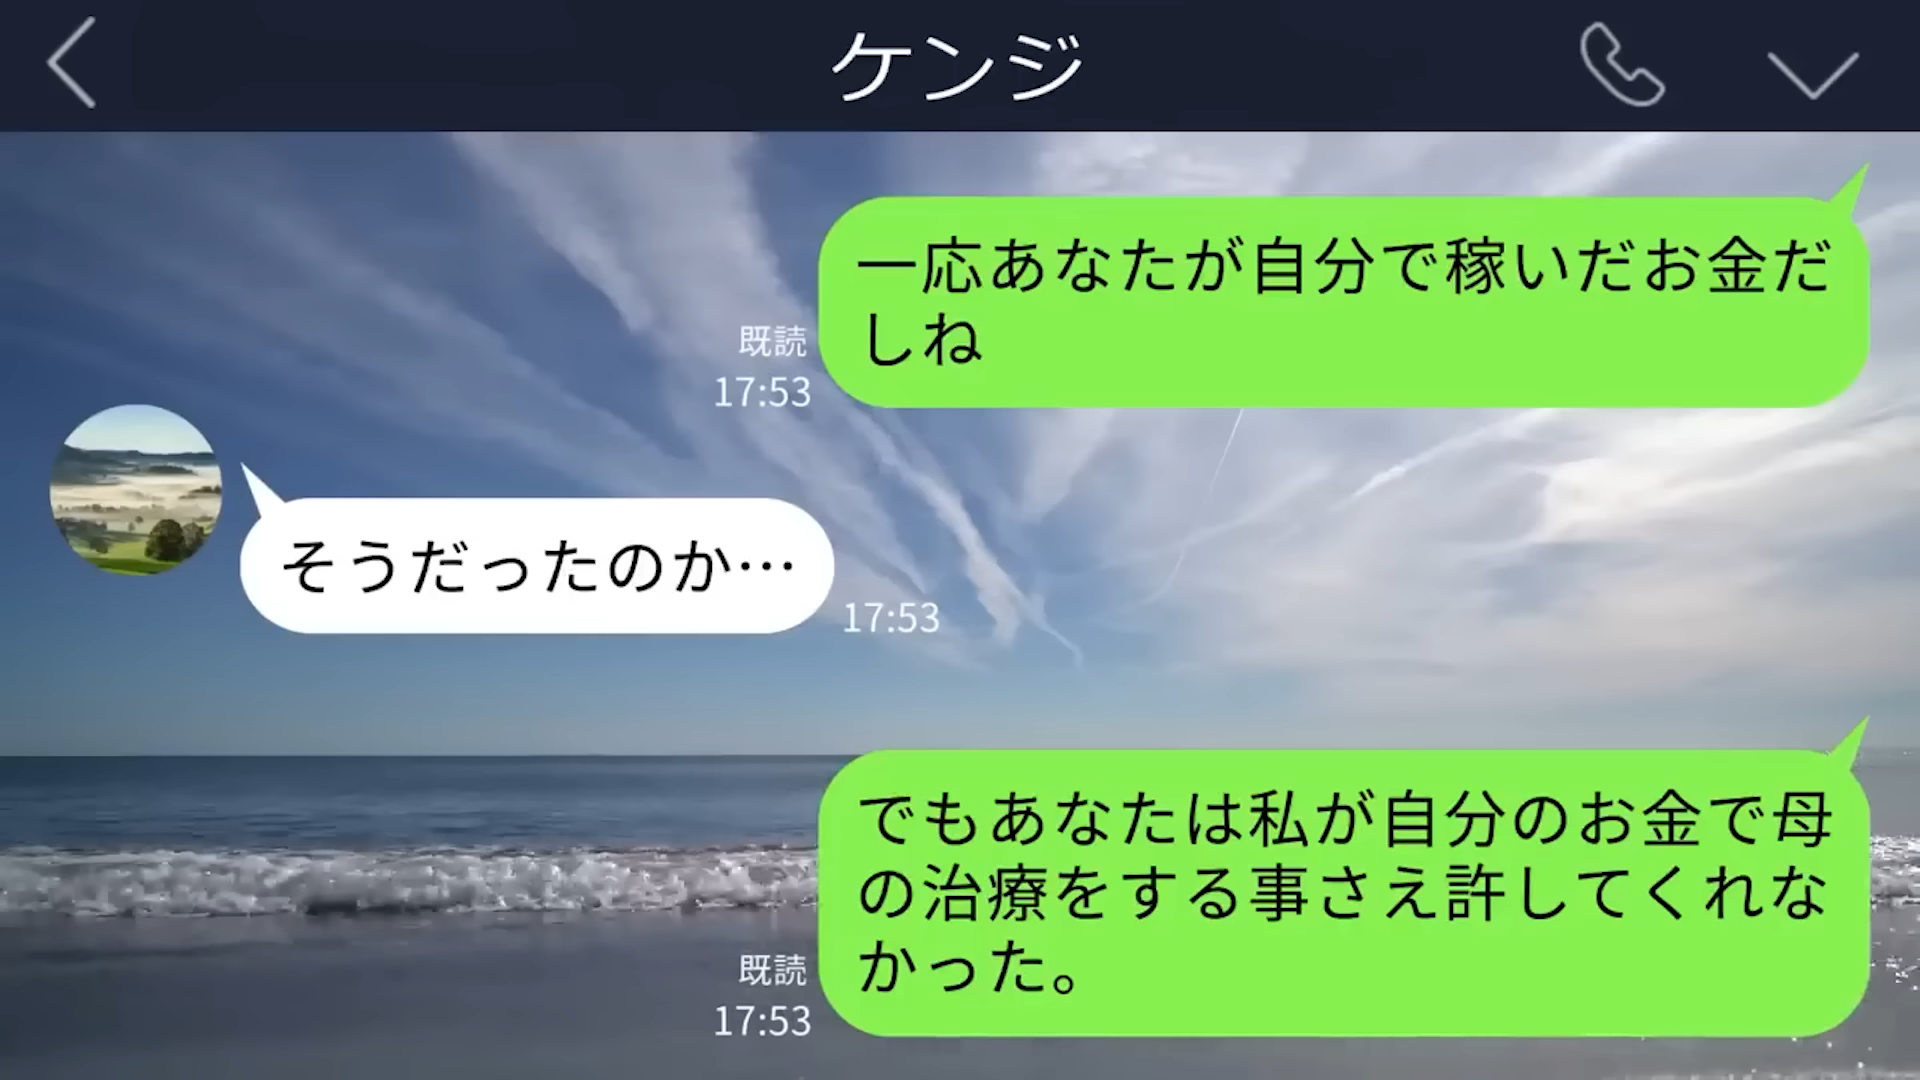 ケンジ
一応あなたが自分で稼いだお金だ
しね
既読
17:53
そうだったのか…
17:53
でもあなたは私が自分のお金で母
の治療をする事さえ許してくれな
かった。
既読
17:53